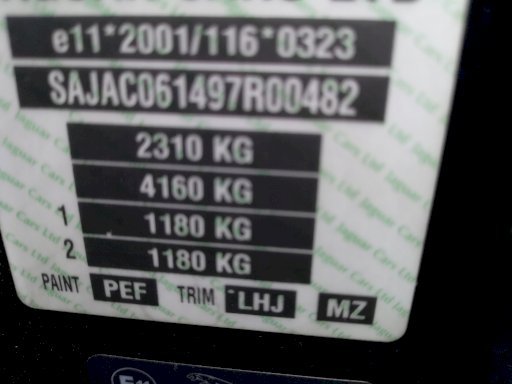 e11*2001/116*0323
SAJAC061497R00482
2310 KG
4160 KG
1 1180 KG
2 1180 KG
PAINT PEF TRIM LHJ MZ